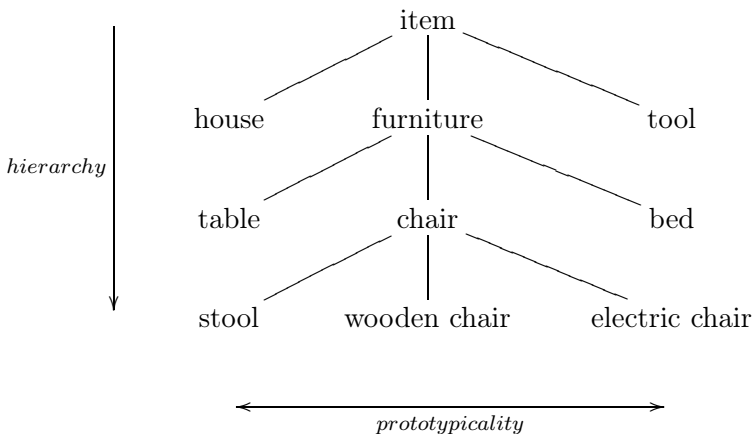 item
house furniture tool
hierarchy
table chair bed
stool wooden chair electric chair
prototypicality